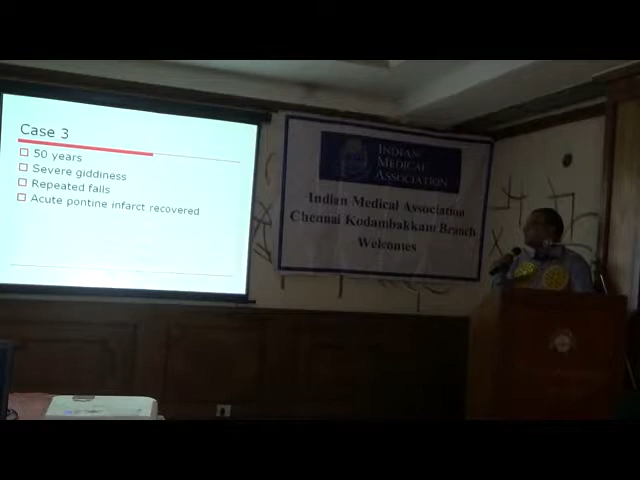 Case 3
50 years
Severe giddiness
Repeated falls
Acute pontine infarct recovered
INDIAN
MEDICAL
ASSOCIATION
Indian Medical Association
Chennai Kodambakkam Branch
Welcomes